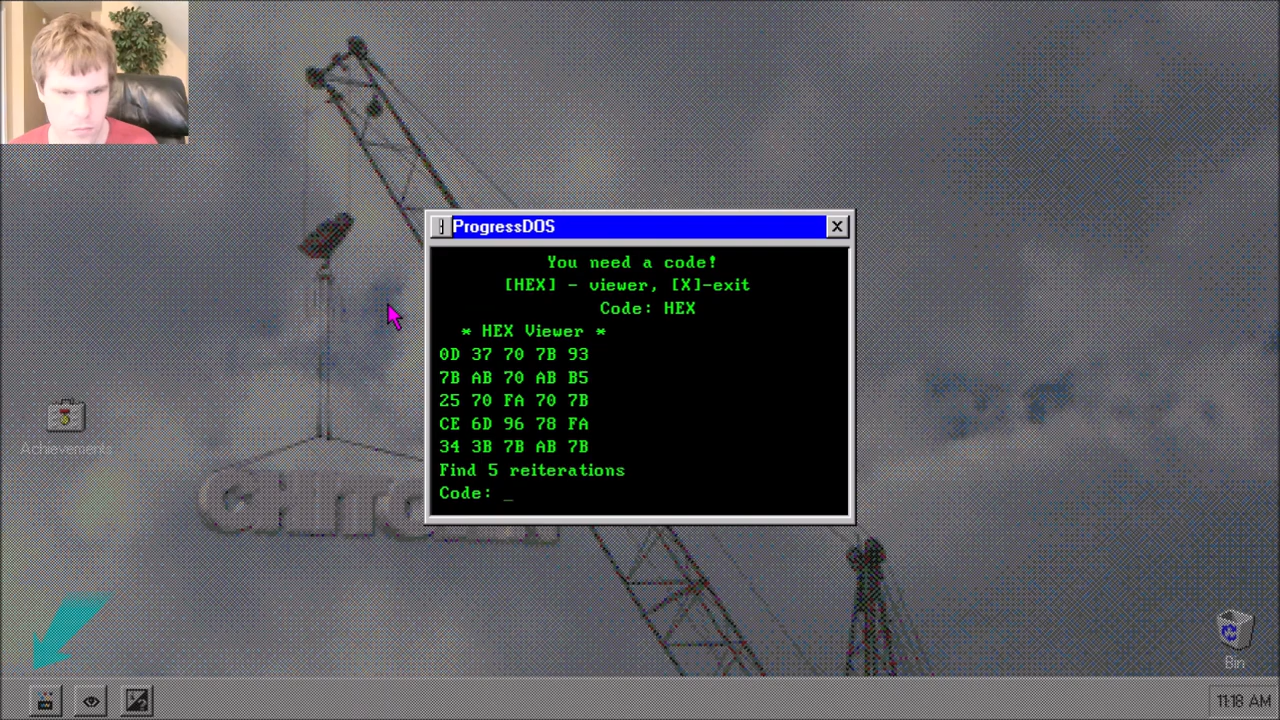 ProgressDOS
You need a code!
[HEX] - viewer, [X]-exit
Code: HEX
* HEX Viewer *
0D 37 70 7B 93
7B AB 70 AB B5
25 70 FA 70 7B
CE 6D 96 78 FA
34 3B 7B AB 7B
Find 5 reiterations
Code: _
Achievements
Bin
11:18 AM